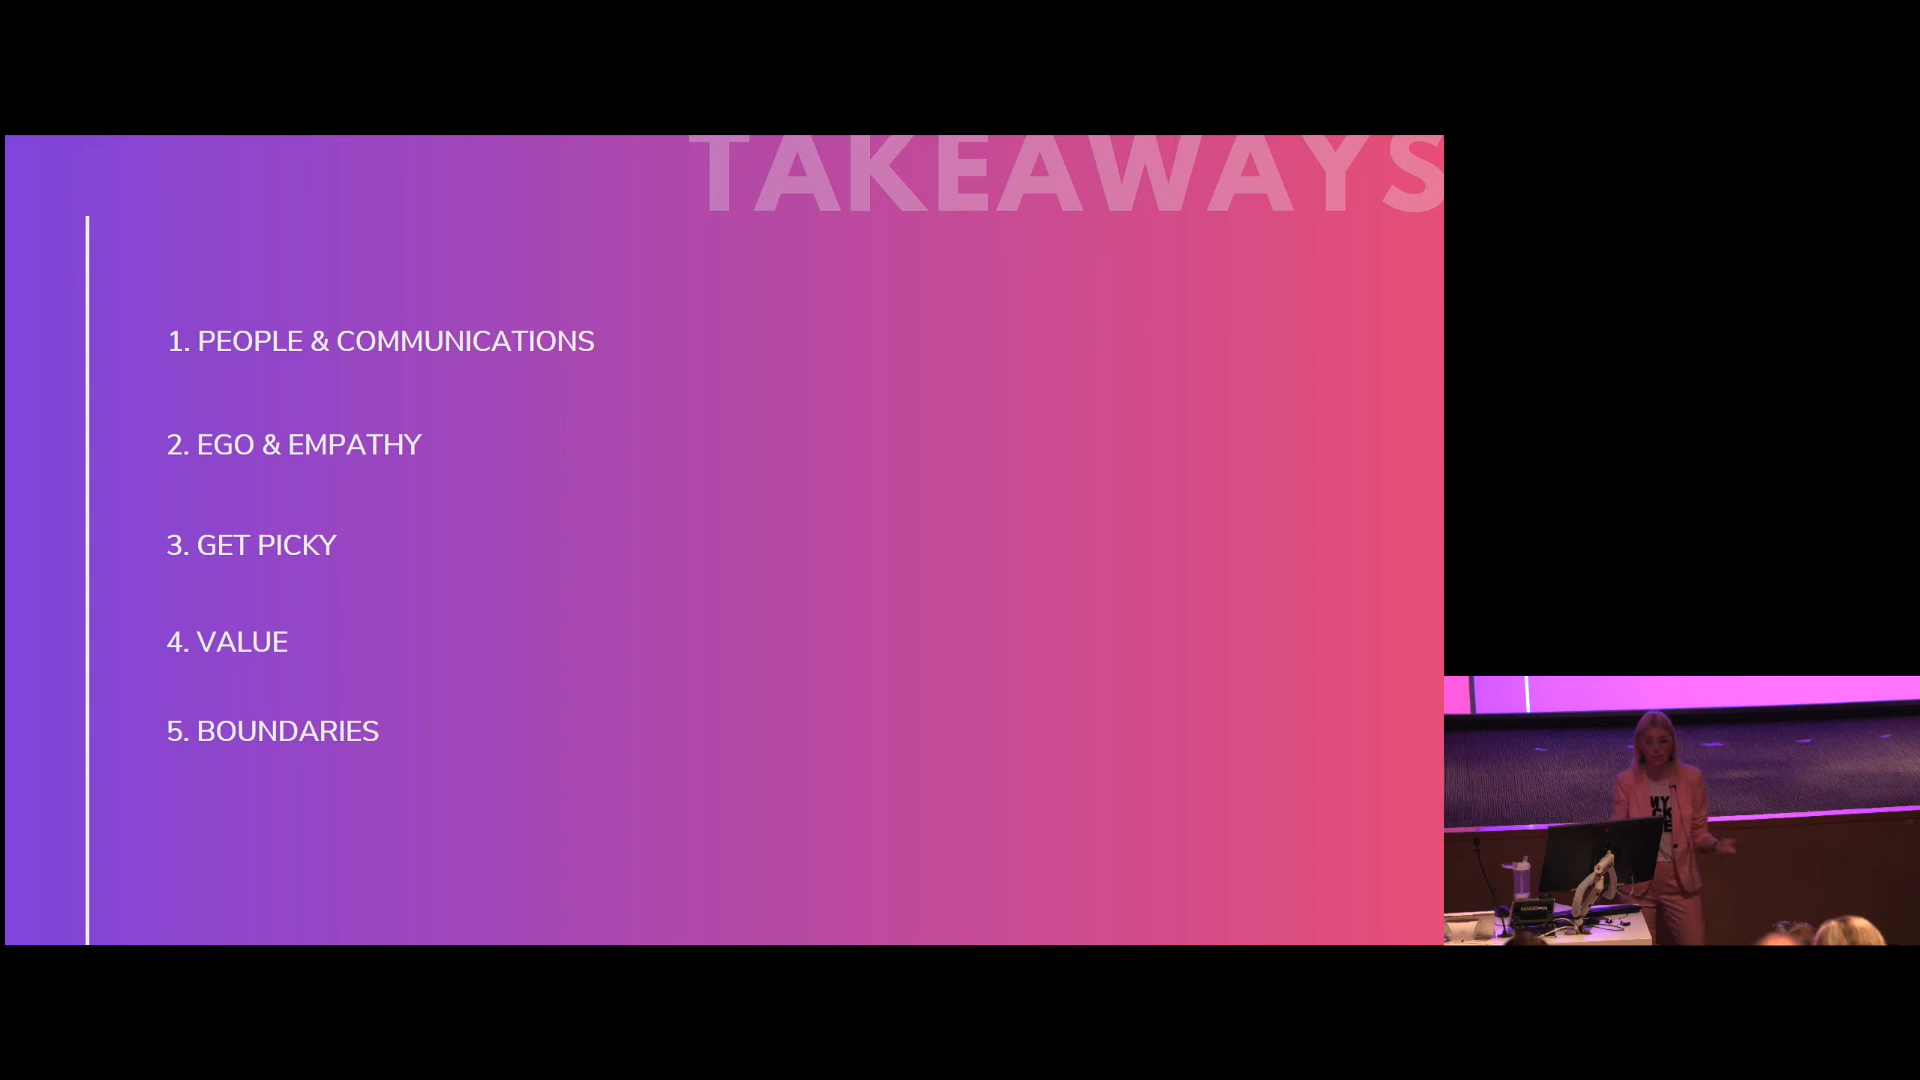 TAKEAWAYS
1. PEOPLE & COMMUNICATIONS
2. EGO & EMPATHY
3. GET PICKY
4. VALUE
5. BOUNDARIES